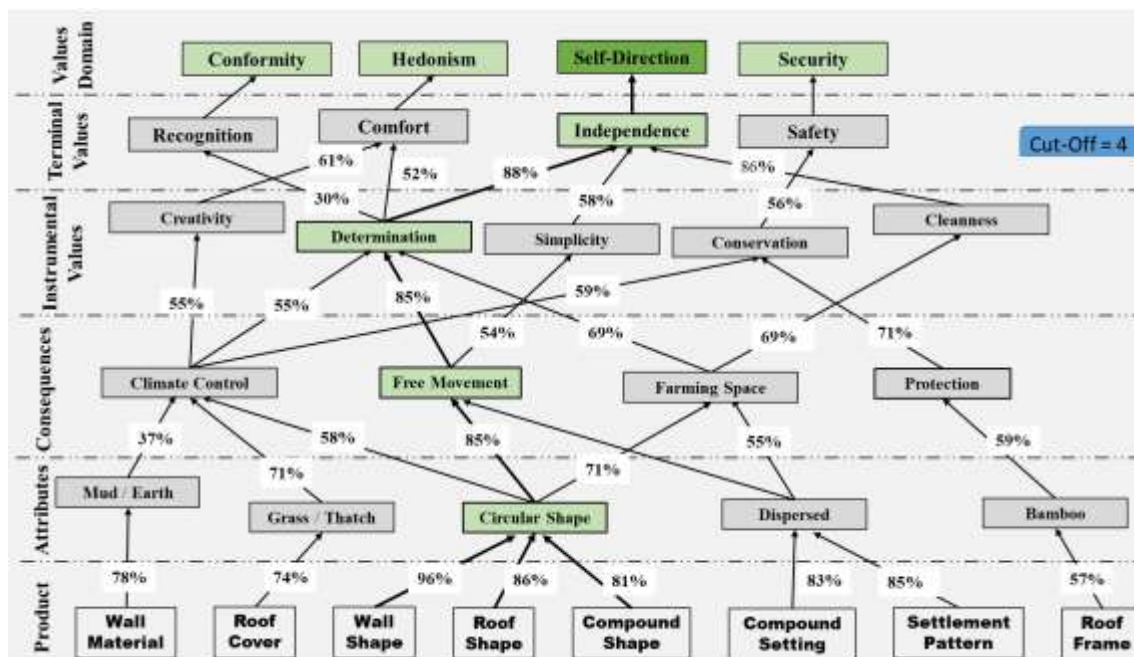 Values
Domain
Conformity
Hedonism
Self-Direction
Security
Terminal
Values
Recognition
Comfort
Independence
Safety
Cut-Off = 4
61%
52%
88%
86%
30%
58%
56%
Instrumental
Values
Creativity
Determination
Simplicity
Conservation
Cleanness
55%
55%
85%
59%
54%
69%
69%
71%
Consequences
Climate Control
Free Movement
Farming Space
Protection
37%
58%
85%
55%
59%
71%
71%
Attributes
Mud / Earth
Grass / Thatch
Circular Shape
Dispersed
Bamboo
78%
74%
96%
86%
81%
83%
85%
57%
Product
Wall
Material
Roof
Cover
Wall
Shape
Roof
Shape
Compound
Shape
Compound
Setting
Settlement
Pattern
Roof
Frame